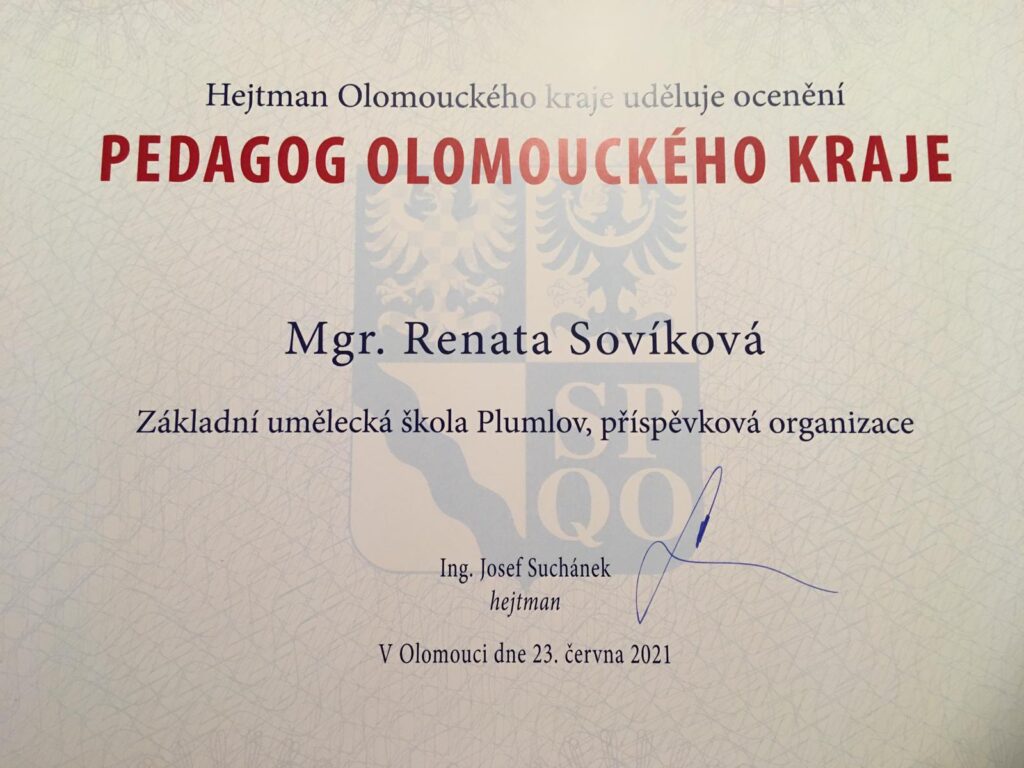 Hejtman Olomouckého kraje uděluje ocenění
PEDAGOG OLOMOUCKÉHO KRAJE
Mgr. Renata Sovíková
Základní umělecká škola Plumlov, příspěvková organizace
SP
QO
Ing. Josef Suchánek
hejtman
V Olomouci dne 23. června 2021